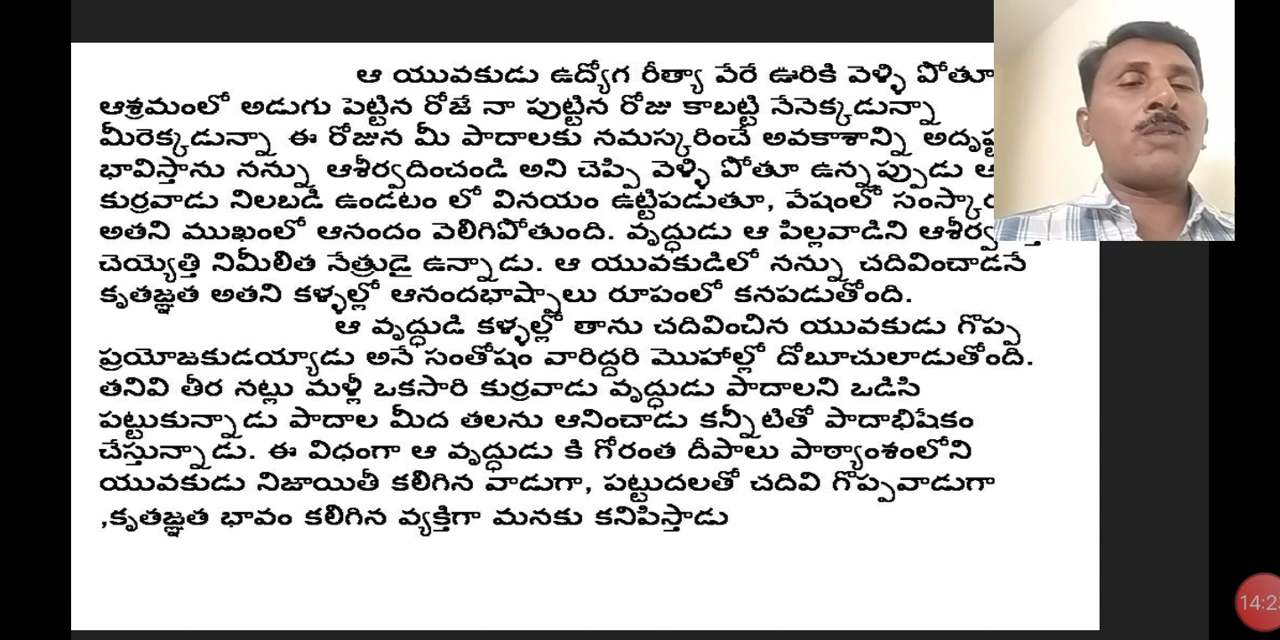 ఆ యువకుడు ఉద్యోగ రీత్యా వేరే ఊరికి వెళ్ళి పోతూ
ఆశ్రమంలో అడుగు పెట్టిన రోజే నా పుట్టిన రోజు కాబట్టి నేనెక్కడున్నా
మీరెక్కడున్నా ఈ రోజున మీ పాదాలకు నమస్కరించే అవకాశాన్ని
భావిస్తాను నన్ను ఆశీర్వదించండి అని చెప్పి వెళ్ళి పోతూ ఉన్నప్పుడు ఆ
కుర్రవాడు నిలబడి ఉండటం లో వినయం ఉట్టిపడుతూ, వేషంలో
అతని ముఖంలో ఆనందం వెలిగిపోతుంది. వృద్ధుడు ఆ పిల్లవాడిని
చెయ్యెత్తి నిమీలిత నేత్రుడై ఉన్నాడు. ఆ యువకుడిలో నన్ను చదివించాడనే
కృతజ్ఞత అతని కళ్ళల్లో ఆనందభాష్పాలు రూపంలో కనపడుతోంది.
ఆ వృద్ధుడి కళ్ళల్లో తాను చదివించిన యువకుడు గొప్ప
ప్రయోజకుడయ్యాడు అనే సంతోషం వారిద్దరి మొహాల్లో దోబూచులాడుతోంది.
తనివి తీర నట్లు మళ్లీ ఒకసారి కుర్రవాడు వృద్ధుడు పాదాలని ఒడిసి
పట్టుకున్నాడు పాదాల మీద తలను ఆనించాడు కన్నీటితో పాదాభిషేకం
చేస్తున్నాడు. ఈ విధంగా ఆ వృద్ధుడు కి గోరంత దీపాలు పాఠ్యాంశంలోని
యువకుడు నిజాయితీ కలిగిన వాడుగా, పట్టుదలతో చదివి గొప్పవాడుగా
,కృతజ్ఞత భావం కలిగిన వ్యక్తిగా మనకు కనిపిస్తాడు